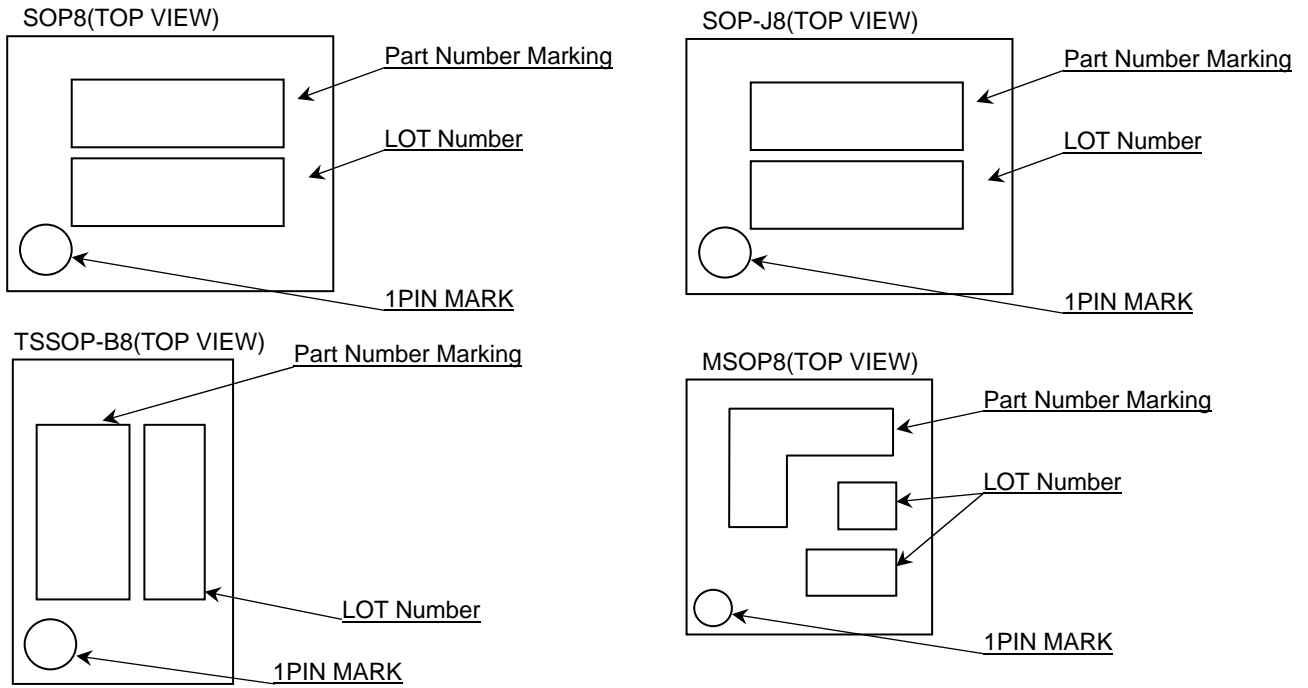 SOP8(TOP VIEW)
Part Number Marking
LOT Number
1PIN MARK
SOP-J8(TOP VIEW)
Part Number Marking
LOT Number
1PIN MARK
TSSOP-B8(TOP VIEW)
Part Number Marking
LOT Number
1PIN MARK
MSOP8(TOP VIEW)
Part Number Marking
LOT Number
1PIN MARK